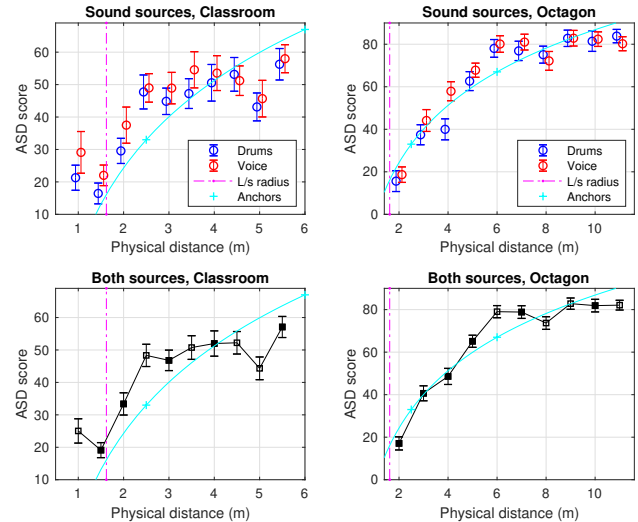 Sound sources, Classroom
ASD score
60
50
40
30
20
10
1 2 3 4 5 6
Physical distance (m)
Drums
Voice
L/s radius
Anchors
Sound sources, Octagon
ASD score
80
60
40
20
0
2 4 6 8 10
Physical distance (m)
Drums
Voice
L/s radius
Anchors
Both sources, Classroom
ASD score
60
50
40
30
20
10
1 2 3 4 5 6
Physical distance (m)
Both sources, Octagon
ASD score
80
60
40
20
0
2 4 6 8 10
Physical distance (m)